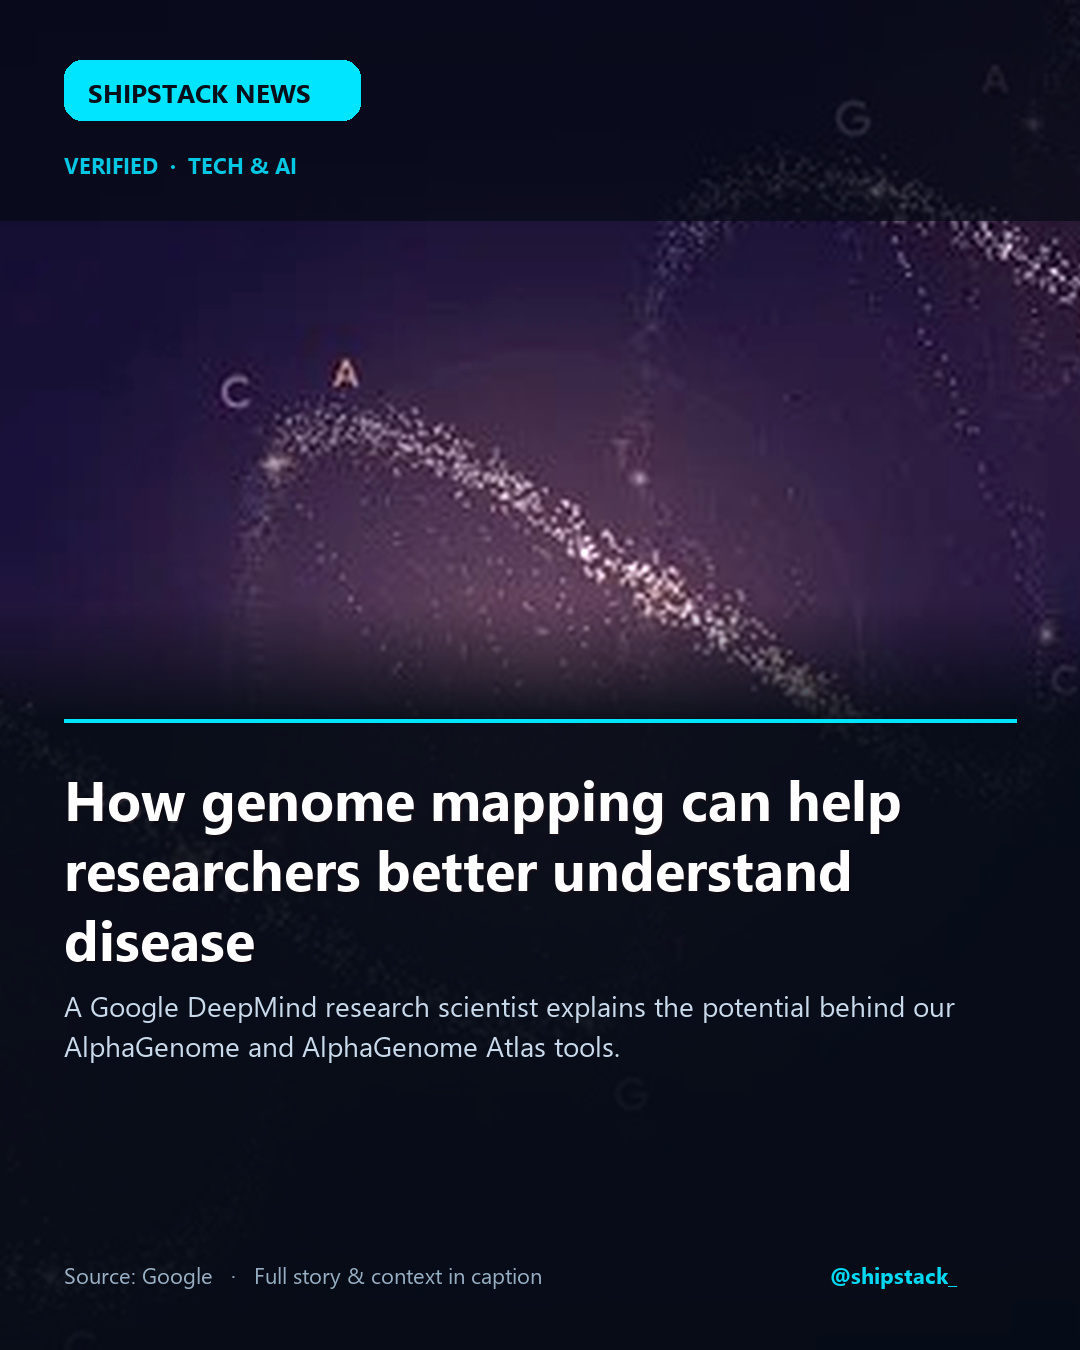 SHIPSTACK NEWS
VERIFIED · TECH & AI
A
G
C A
T
T
C
How genome mapping can help
researchers better understand
disease
A Google DeepMind research scientist explains the potential behind our
AlphaGenome and AlphaGenome Atlas tools.
G
Source: Google · Full story & context in caption
@shipstack_
C